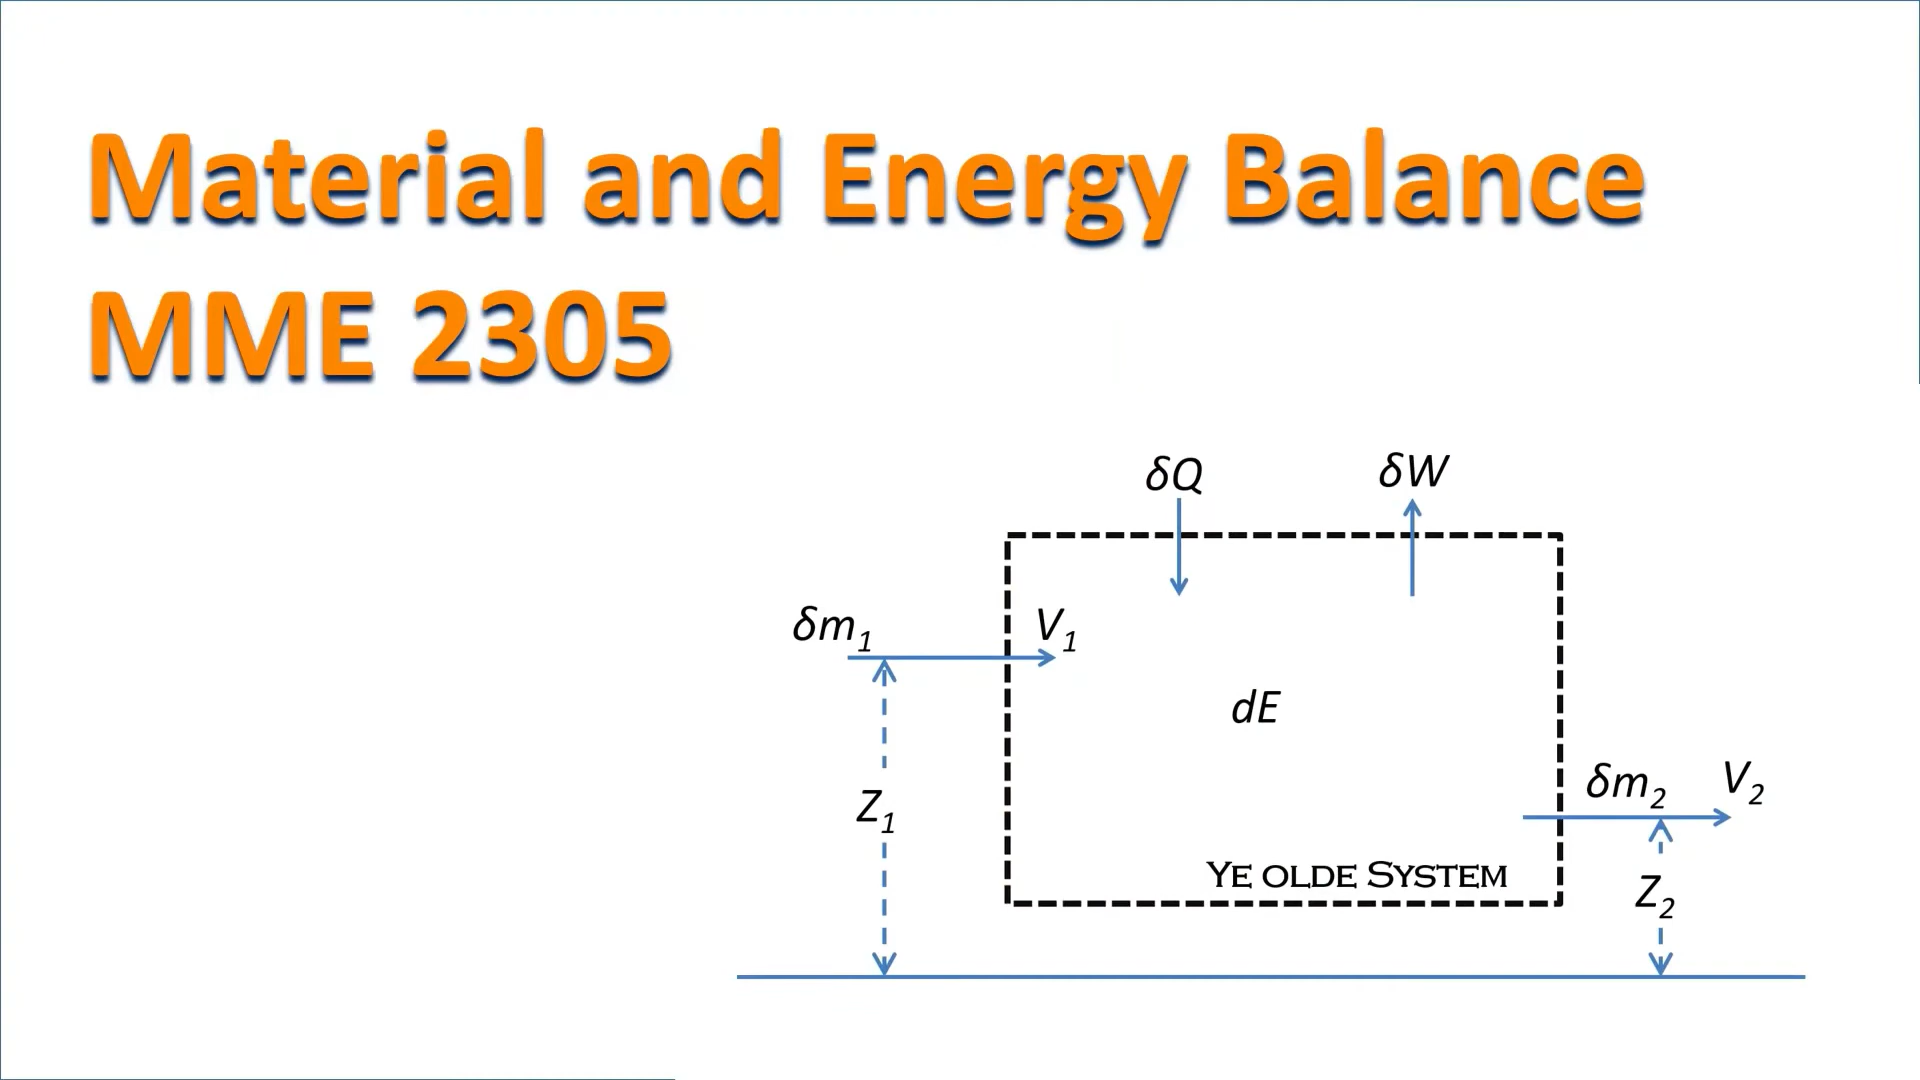 Material and Energy Balance
MME 2305
δQ
δW
δm₁
V₁
dE
Z₁
δm₂
V₂
YE OLDE SYSTEM
Z₂